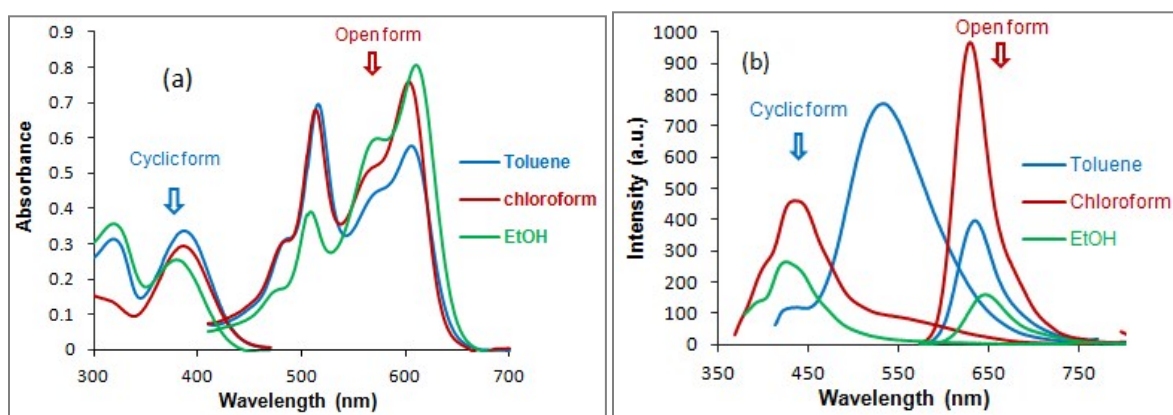 (a)
Open form
Cyclic form
Toluene
chloroform
EtOH
Absorbance
0.9
0.8
0.7
0.6
0.5
0.4
0.3
0.2
0.1
0
300
400
500
600
700
Wavelength (nm)
(b)
Open form
Cyclic form
Toluene
Chloroform
EtOH
Intensity (a.u.)
1000
900
800
700
600
500
400
300
200
100
0
350
450
550
650
750
Wavelength (nm)